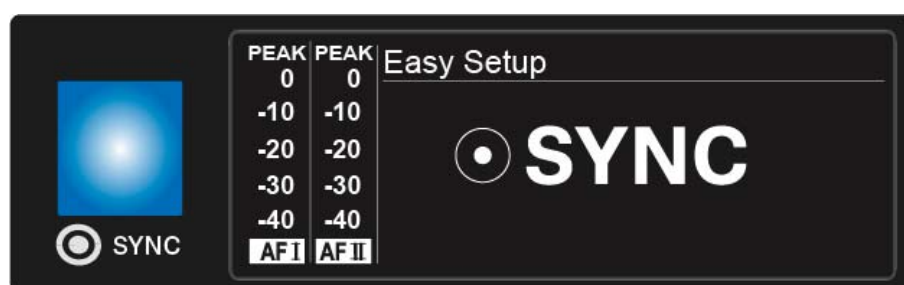 PEAK PEAK Easy Setup
0 0
-10 -10
-20 -20
-30 -30
-40 -40
AF I AF II
SYNC
SYNC